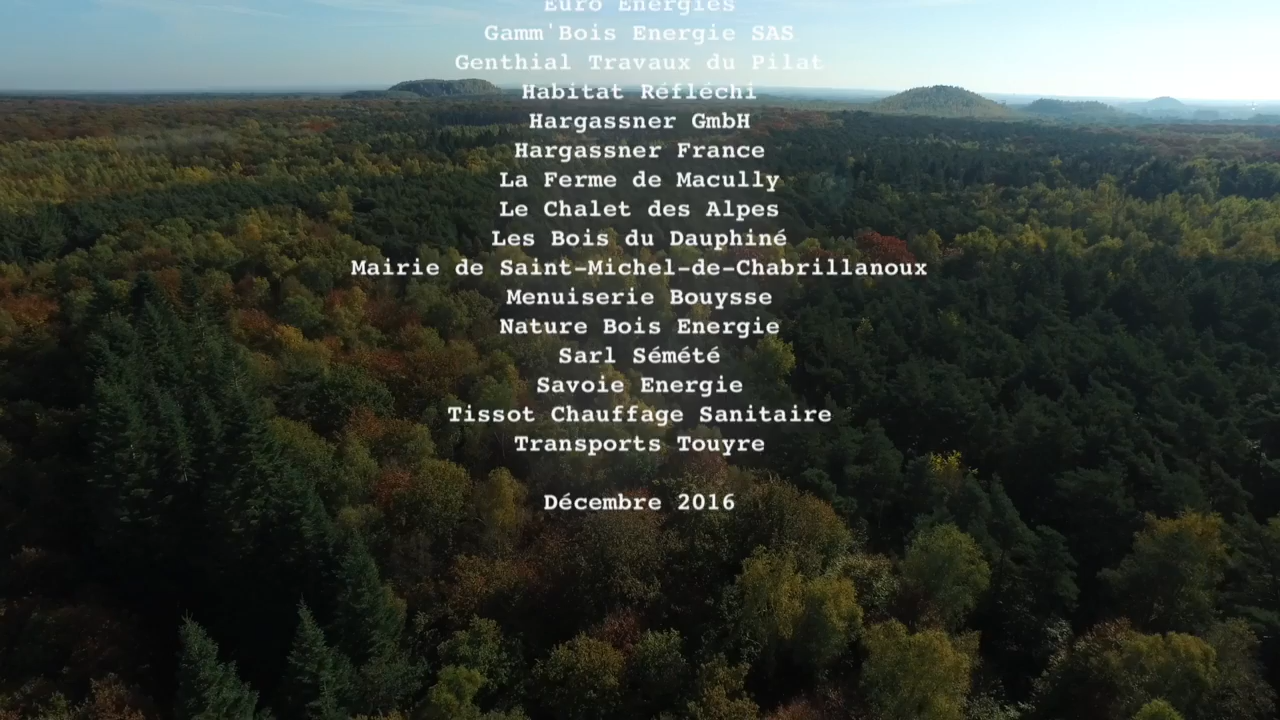 Euro Energies
Gamm'Bois Energie SAS
Genthial Travaux du Pilat
Habitat Réfléchi
Hargassner GmbH
Hargassner France
La Ferme de Macully
Le Chalet des Alpes
Les Bois du Dauphiné
Mairie de Saint-Michel-de-Chabrillanoux
Menuiserie Bouysse
Nature Bois Energie
Sarl Sémété
Savoie Energie
Tissot Chauffage Sanitaire
Transports Touyre
Décembre 2016